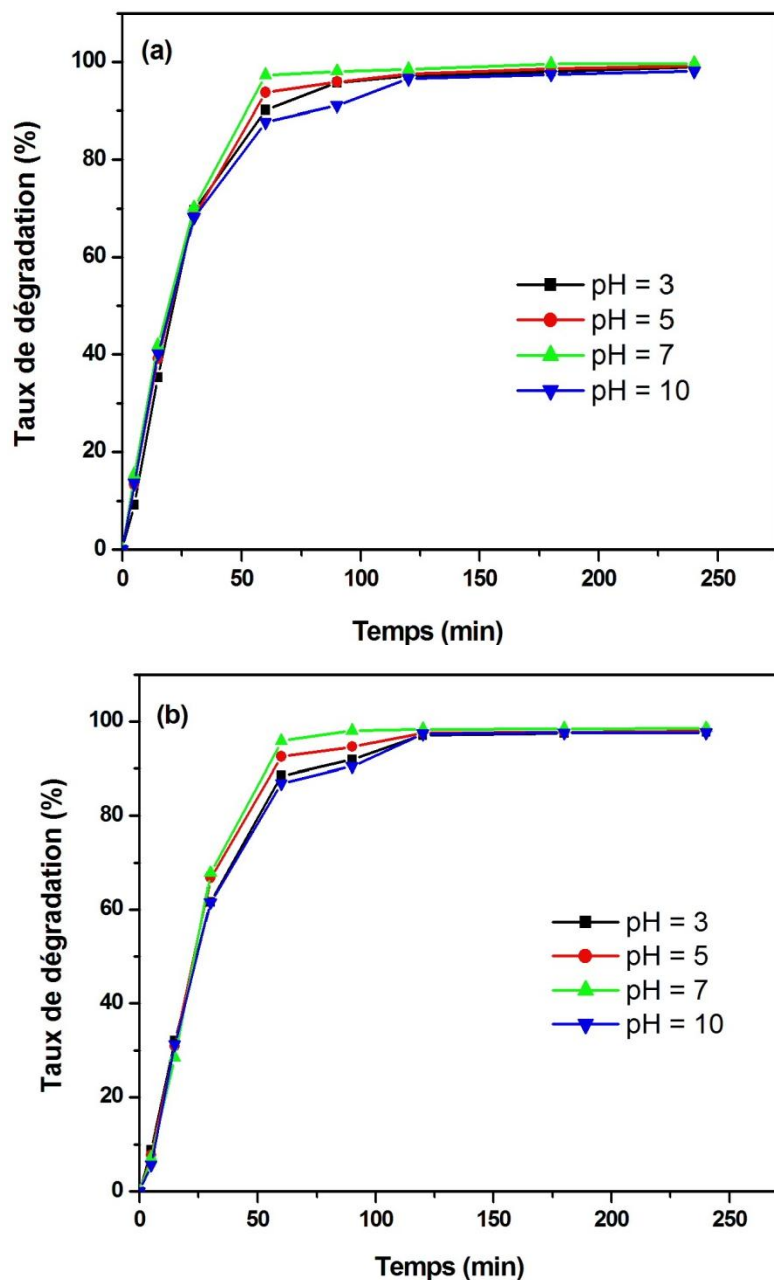 (a)
Taux de dégradation (%)
100
80
60
40
20
0
pH = 3
pH = 5
pH = 7
pH = 10
0 50 100 150 200 250
Temps (min)
(b)
Taux de dégradation (%)
100
80
60
40
20
0
pH = 3
pH = 5
pH = 7
pH = 10
0 50 100 150 200 250
Temps (min)